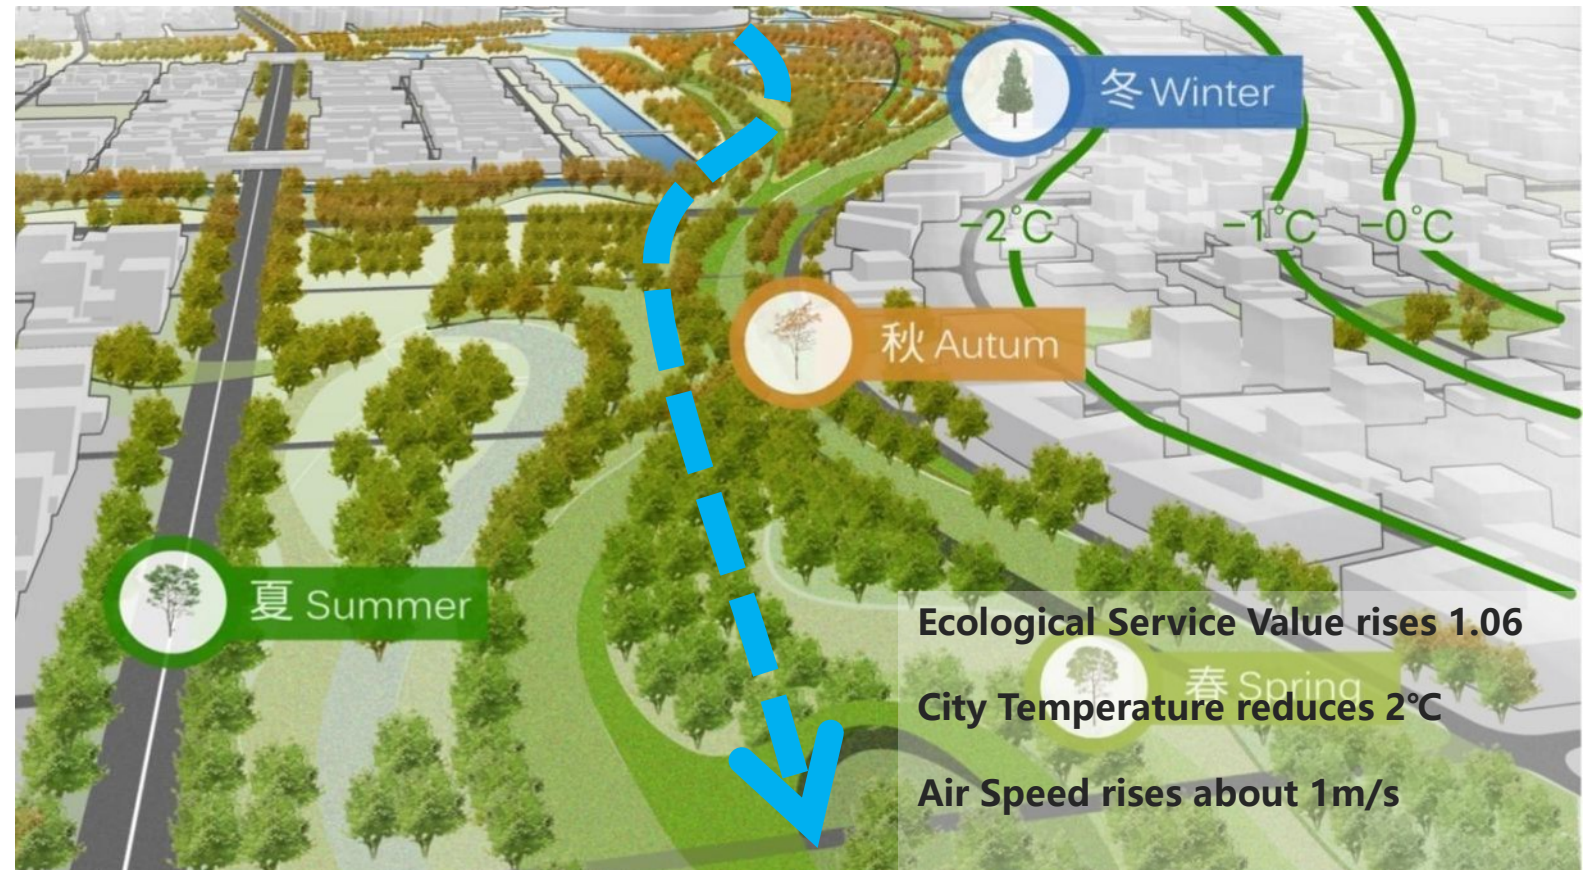 冬 Winter
-2°C
-1°C
-0°C
秋 Autum
夏 Summer
Ecological Service Value rises 1.06
春 Spring
City Temperature reduces 2℃
Air Speed rises about 1m/s